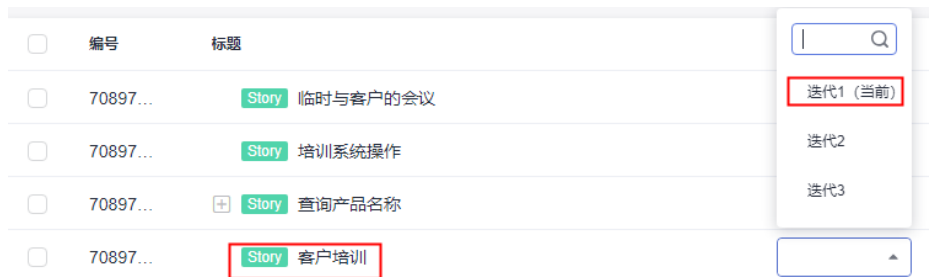 编号 标题
70897... Story 临时与客户的会议
70897... Story 培训系统操作
70897... Story 查询产品名称
70897... Story 客户培训
迭代1（当前）
迭代2
迭代3